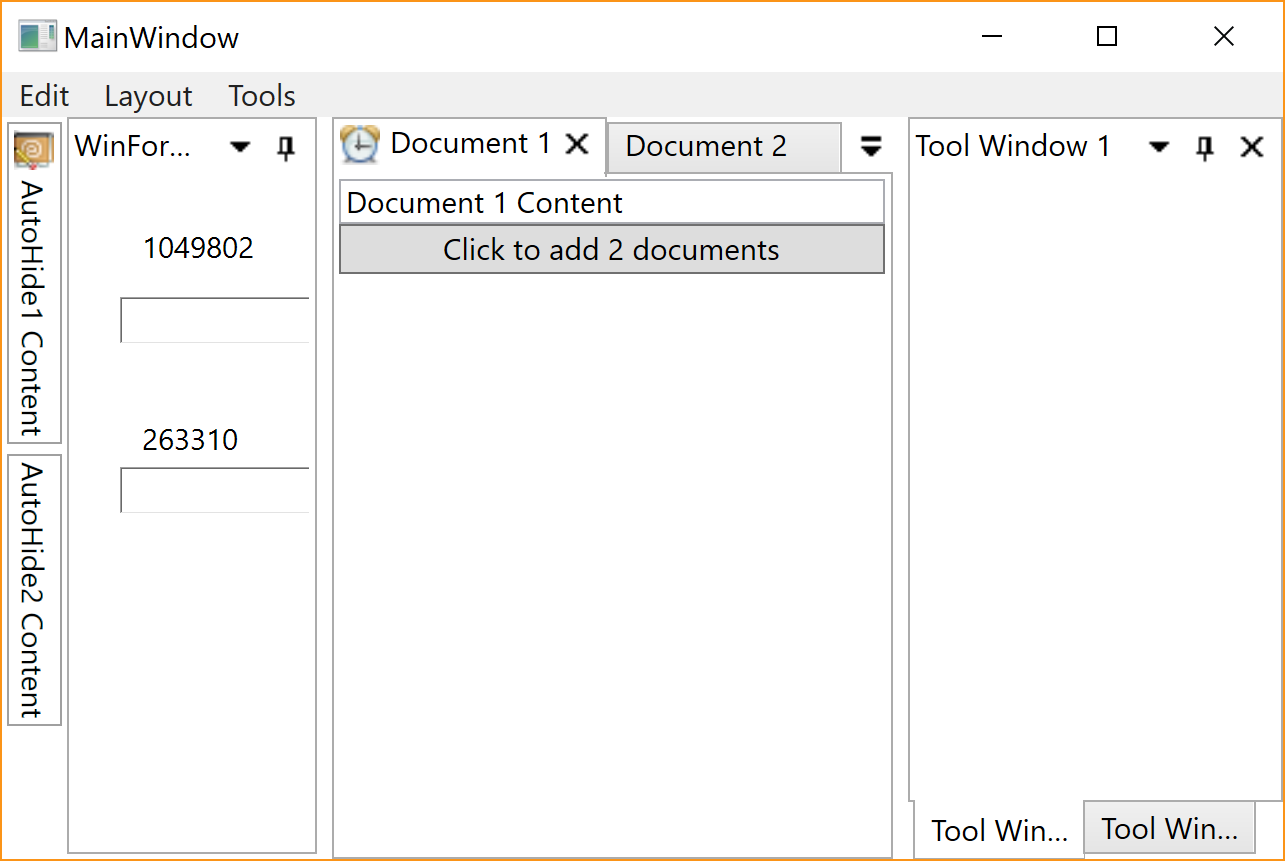 MainWindow
Edit Layout Tools
AutoHide1 Content
AutoHide2 Content
WinFor...
1049802
263310
Document 1
Document 2
Document 1 Content
Click to add 2 documents
Tool Window 1
Tool Win...
Tool Win...